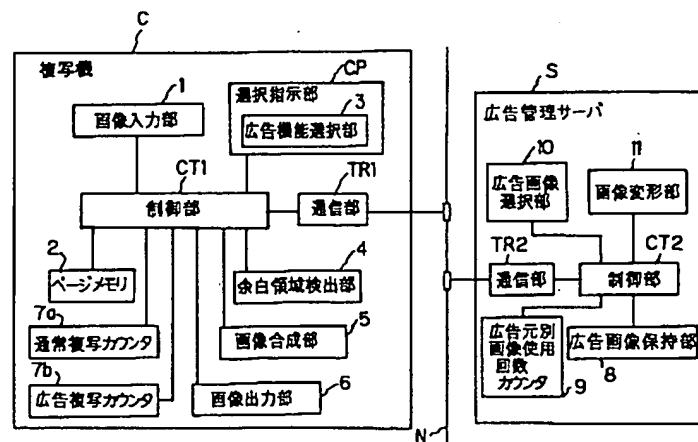 C
複写機
1
画像入力部
CP
選択指示部
3
広告機能選択部
CT1
制御部
TR1
通信部
2
ページメモリ
4
余白領域検出部
7a
通常複写カウンタ
5
画像合成部
7b
広告複写カウンタ
6
画像出力部
N
S
広告管理サーバ
10
広告画像
選択部
11
画像変形部
TR2
通信部
CT2
制御部
広告元別
画像使用
回数
カウンタ
9
広告画像保持部
8